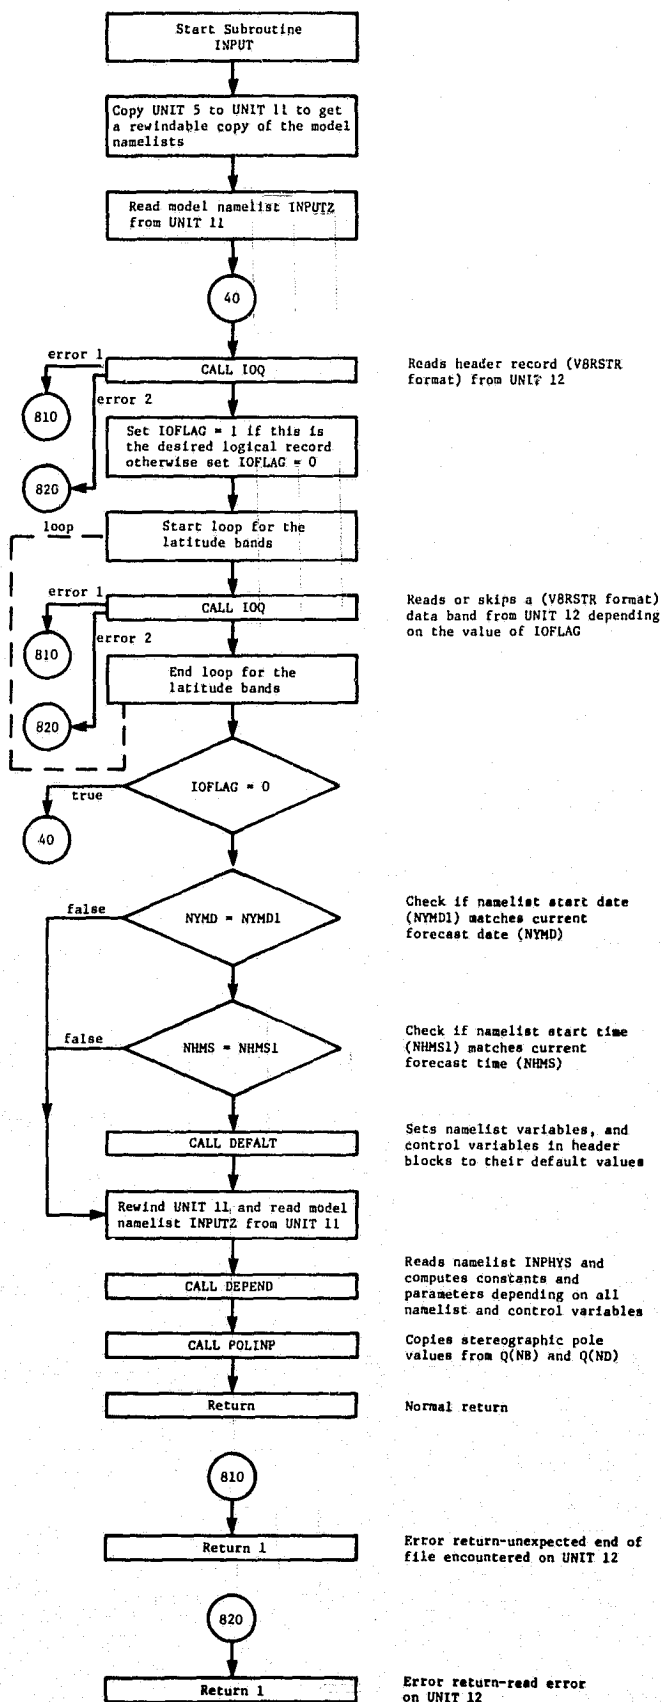 Start Subroutine
INPUT
Copy UNIT 5 to UNIT 11 to get
a rewindable copy of the model
namelists
Read model namelist INPUTZ
from UNIT 11
40
error 1
CALL IOQ
Reads header record (V8RSTR
format) from UNIT 12
810
error 2
Set IOFLAG = 1 if this is
the desired logical record
otherwise set IOFLAG = 0
820
loop
Start loop for the
latitude bands
error 1
CALL IOQ
Reads or skips a (V8RSTR format)
data band from UNIT 12 depending
on the value of IOFLAG
810
error 2
End loop for the
latitude bands
820
IOFLAG = 0
true
40
false
NYMD = NYMD1
Check if namelist start date
(NYMD1) matches current
forecast date (NYMD)
false
NHMS = NHMS1
Check if namelist start time
(NHMS1) matches current
forecast time (NHMS)
CALL DEFALT
Sets namelist variables, and
control variables in header
blocks to their default values
Rewind UNIT 11 and read model
namelist INPUTZ from UNIT 11
CALL DEPEND
Reads namelist INPHYS and
computes constants and
parameters depending on all
namelist and control variables
CALL POLINP
Copies stereographic pole
values from Q(NB) and Q(ND)
Return
Normal return
810
Return 1
Error return-unexpected end of
file encountered on UNIT 12
820
Return 1
Error return-read error
on UNIT 12